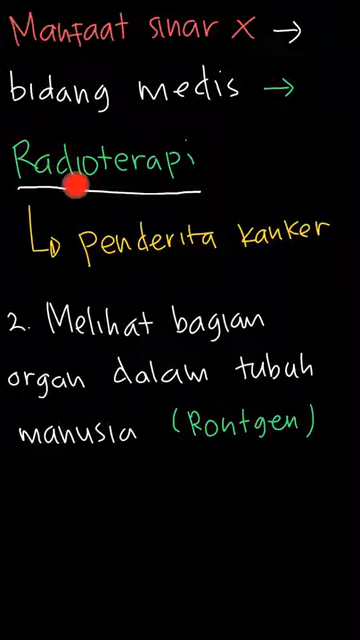 Manfaat sinar X →
bidang medis →
Radioterapi
↳ penderita kanker
2. Melihat bagian
organ dalam tubuh
manusia (Rontgen)